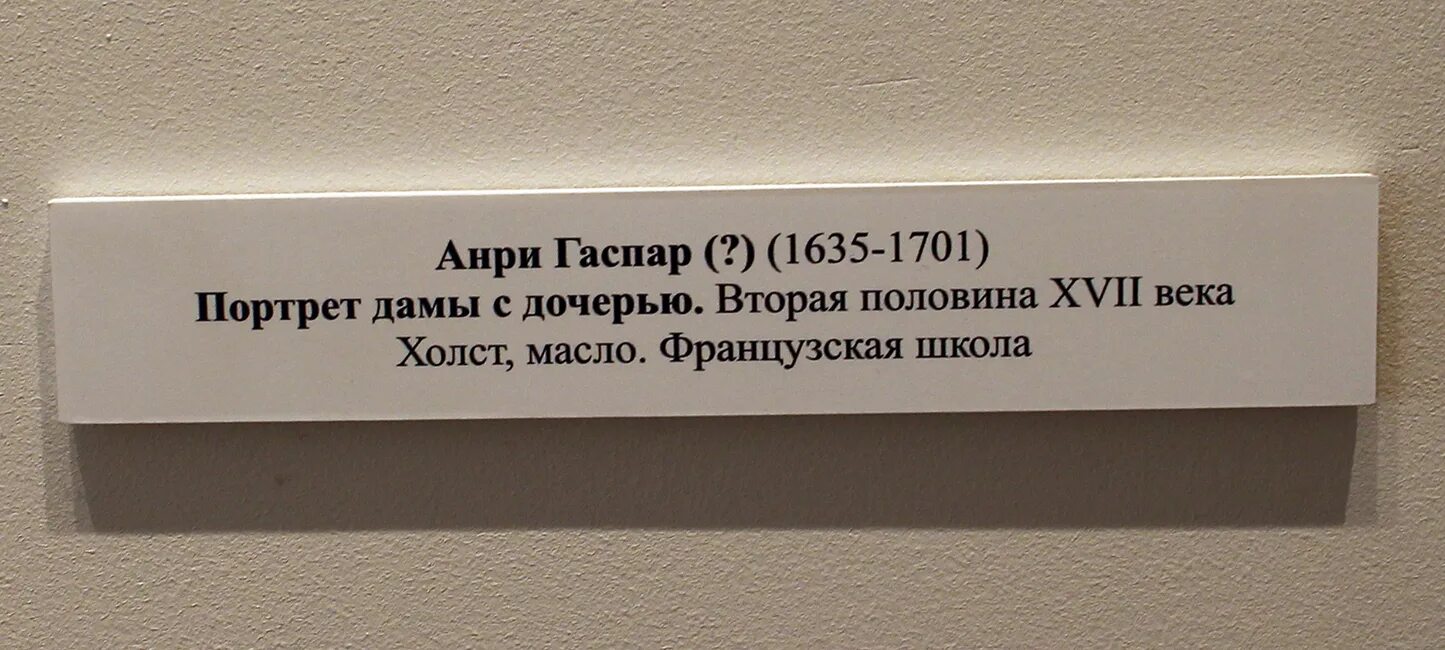 Анри Гаспар (?) (1635-1701)
Портрет дамы с дочерью. Вторая половина XVII века
Холст, масло. Французская школа